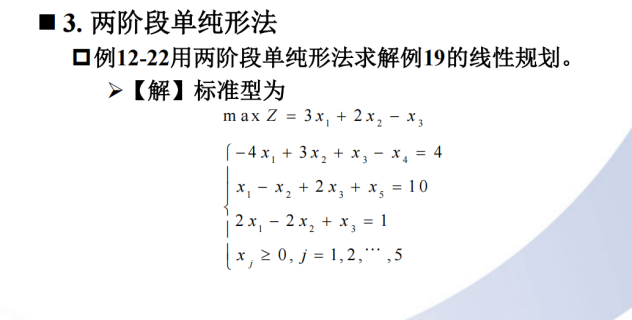 3. 两阶段单纯形法
例12-22用两阶段单纯形法求解例19的线性规划。
【解】标准型为
max Z = 3x₁ + 2x₂ − x₃
−4x₁ + 3x₂ + x₃ − x₄ = 4
x₁ − x₂ + 2x₃ + x₅ = 10
2x₁ − 2x₂ + x₃ = 1
xⱼ ≥ 0, j = 1,2,⋯,5